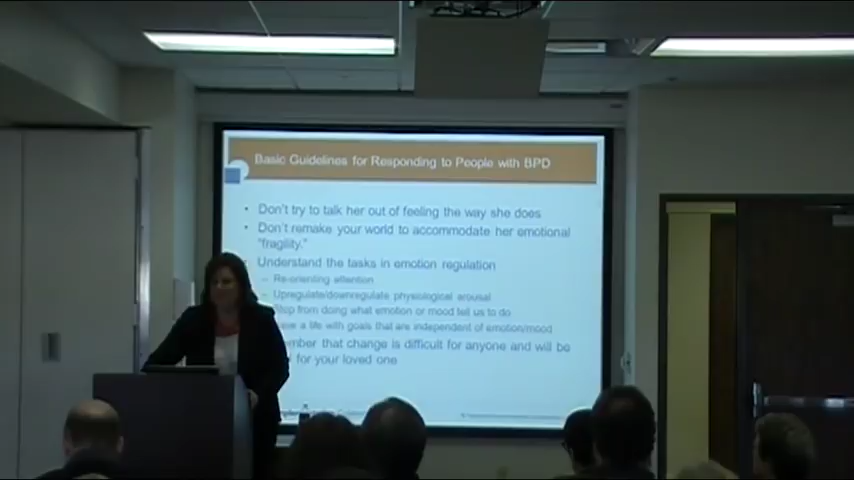 Basic Guidelines for Responding to People with BPD
• Don't try to talk her out of feeling the way she does
• Don't remake your world to accommodate her emotional
"fragility."
Understand the tasks in emotion regulation
– Re-orienting attention
– Upregulate/downregulate physiological arousal
from doing what emotion or mood tell us to do
a life with goals that are independent of emotion/mood
that change is difficult for anyone and will be
for your loved one